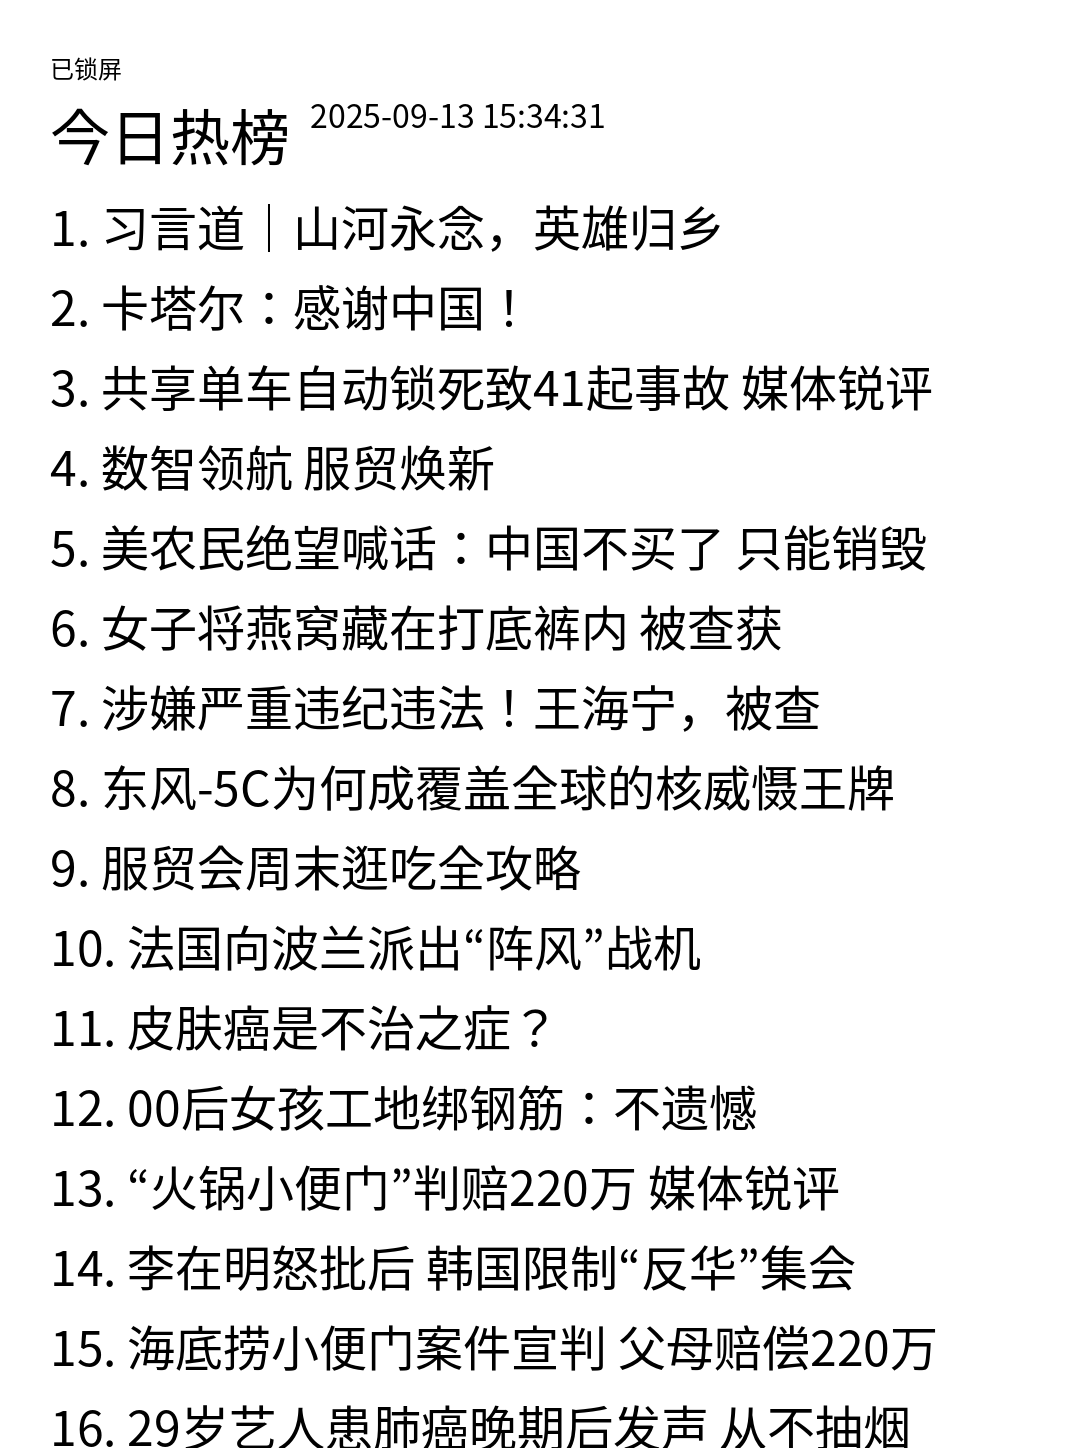 已锁屏
今日热榜 2025-09-13 15:34:31
1. 习言道｜山河永念，英雄归乡
2. 卡塔尔：感谢中国！
3. 共享单车自动锁死致41起事故 媒体锐评
4. 数智领航 服贸焕新
5. 美农民绝望喊话：中国不买了 只能销毁
6. 女子将燕窝藏在打底裤内 被查获
7. 涉嫌严重违纪违法！王海宁，被查
8. 东风-5C为何成覆盖全球的核威慑王牌
9. 服贸会周末逛吃全攻略
10. 法国向波兰派出“阵风”战机
11. 皮肤癌是不治之症？
12. 00后女孩工地绑钢筋：不遗憾
13. “火锅小便门”判赔220万 媒体锐评
14. 李在明怒批后 韩国限制“反华”集会
15. 海底捞小便门案件宣判 父母赔偿220万
16. 29岁艺人患肺癌晚期后发声 从不抽烟